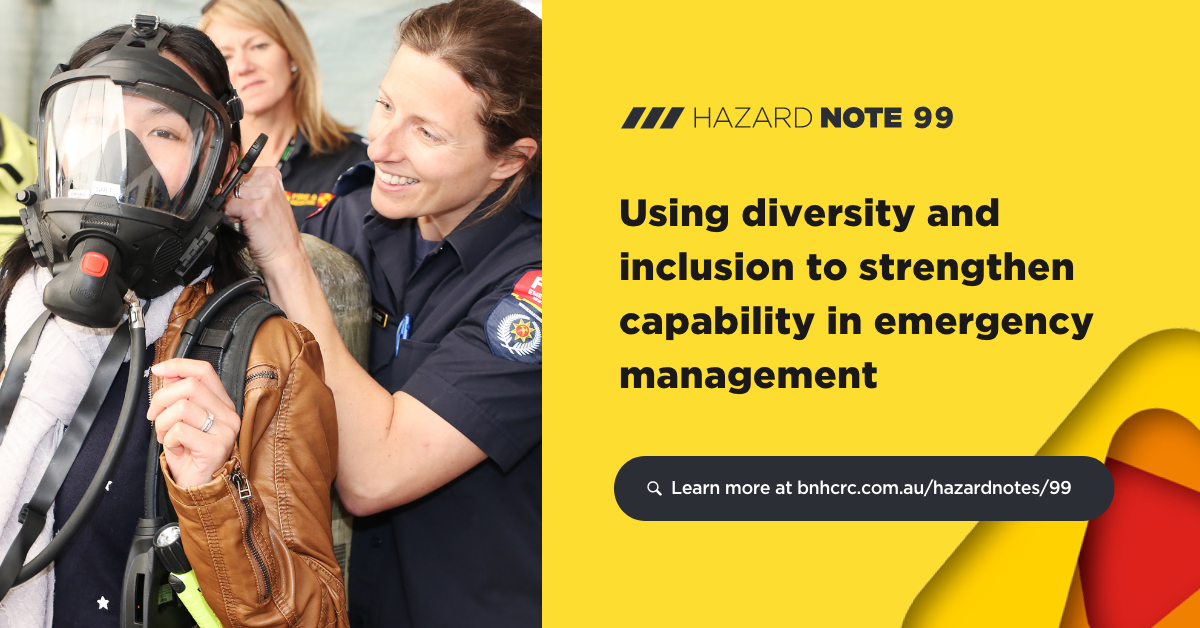 HAZARD NOTE 99
Using diversity and
inclusion to strengthen
capability in emergency
management
Learn more at bnhcrc.com.au/hazardnotes/99